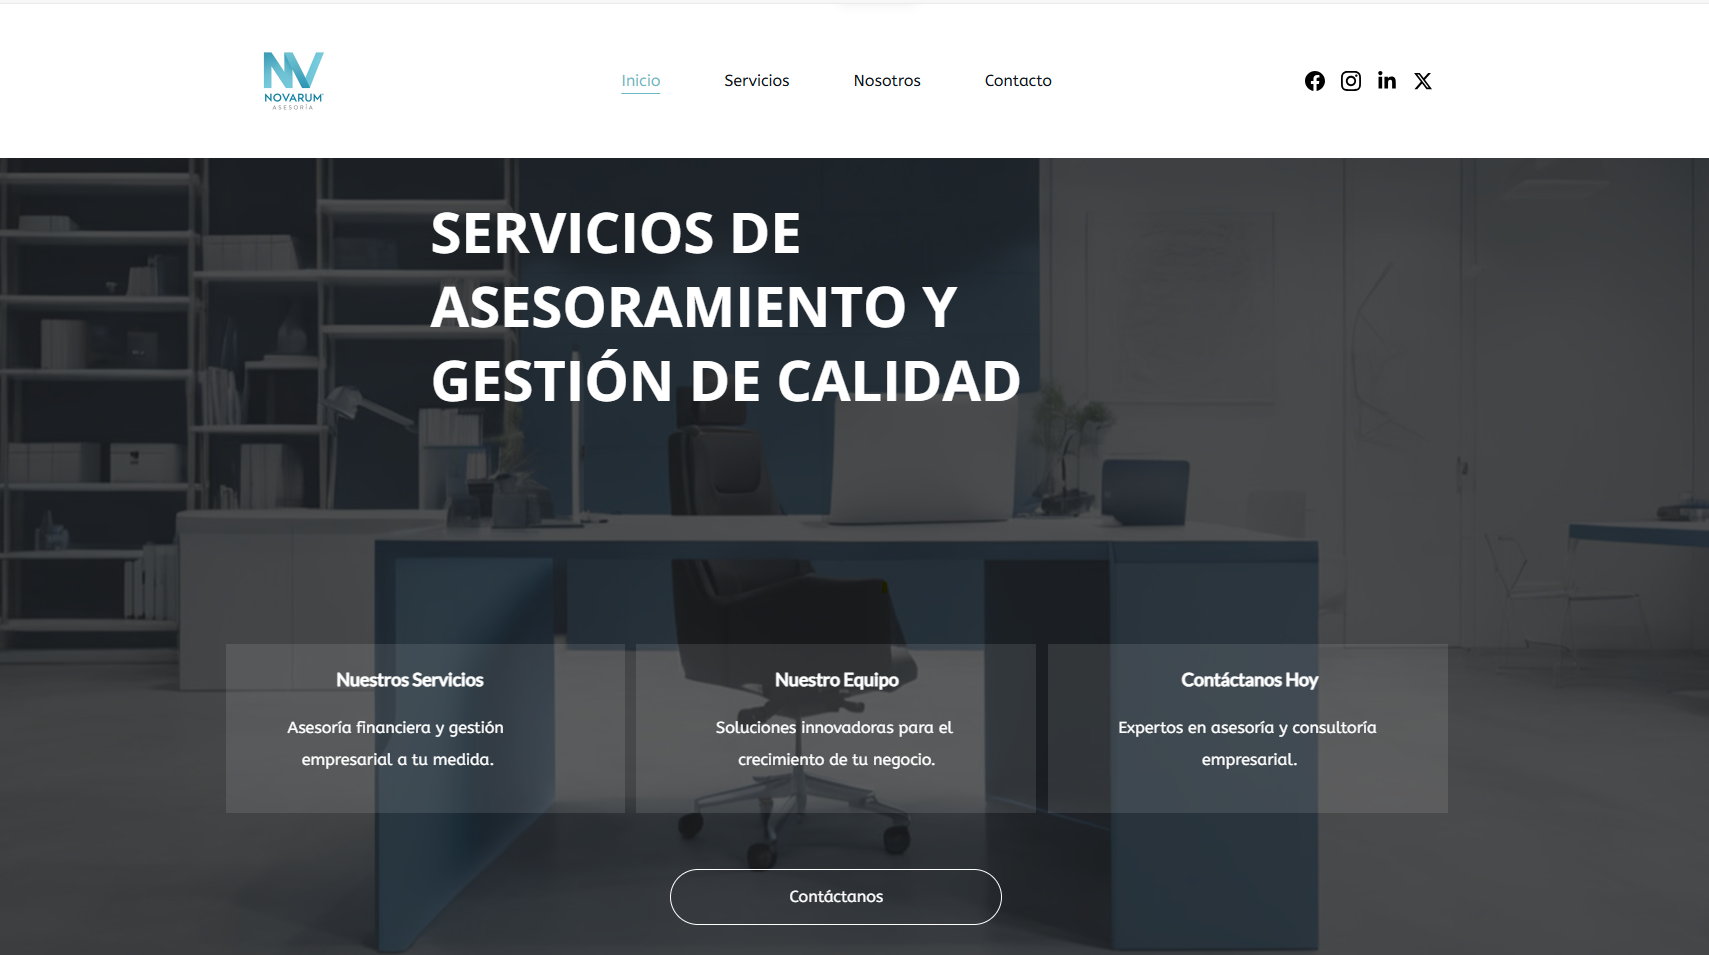 NOVARUM
ASESORÍA
Inicio
Servicios
Nosotros
Contacto
SERVICIOS DE
ASESORAMIENTO Y
GESTIÓN DE CALIDAD
Nuestros Servicios
Asesoría financiera y gestión
empresarial a tu medida.
Nuestro Equipo
Soluciones innovadoras para el
crecimiento de tu negocio.
Contáctanos Hoy
Expertos en asesoría y consultoría
empresarial.
Contáctanos